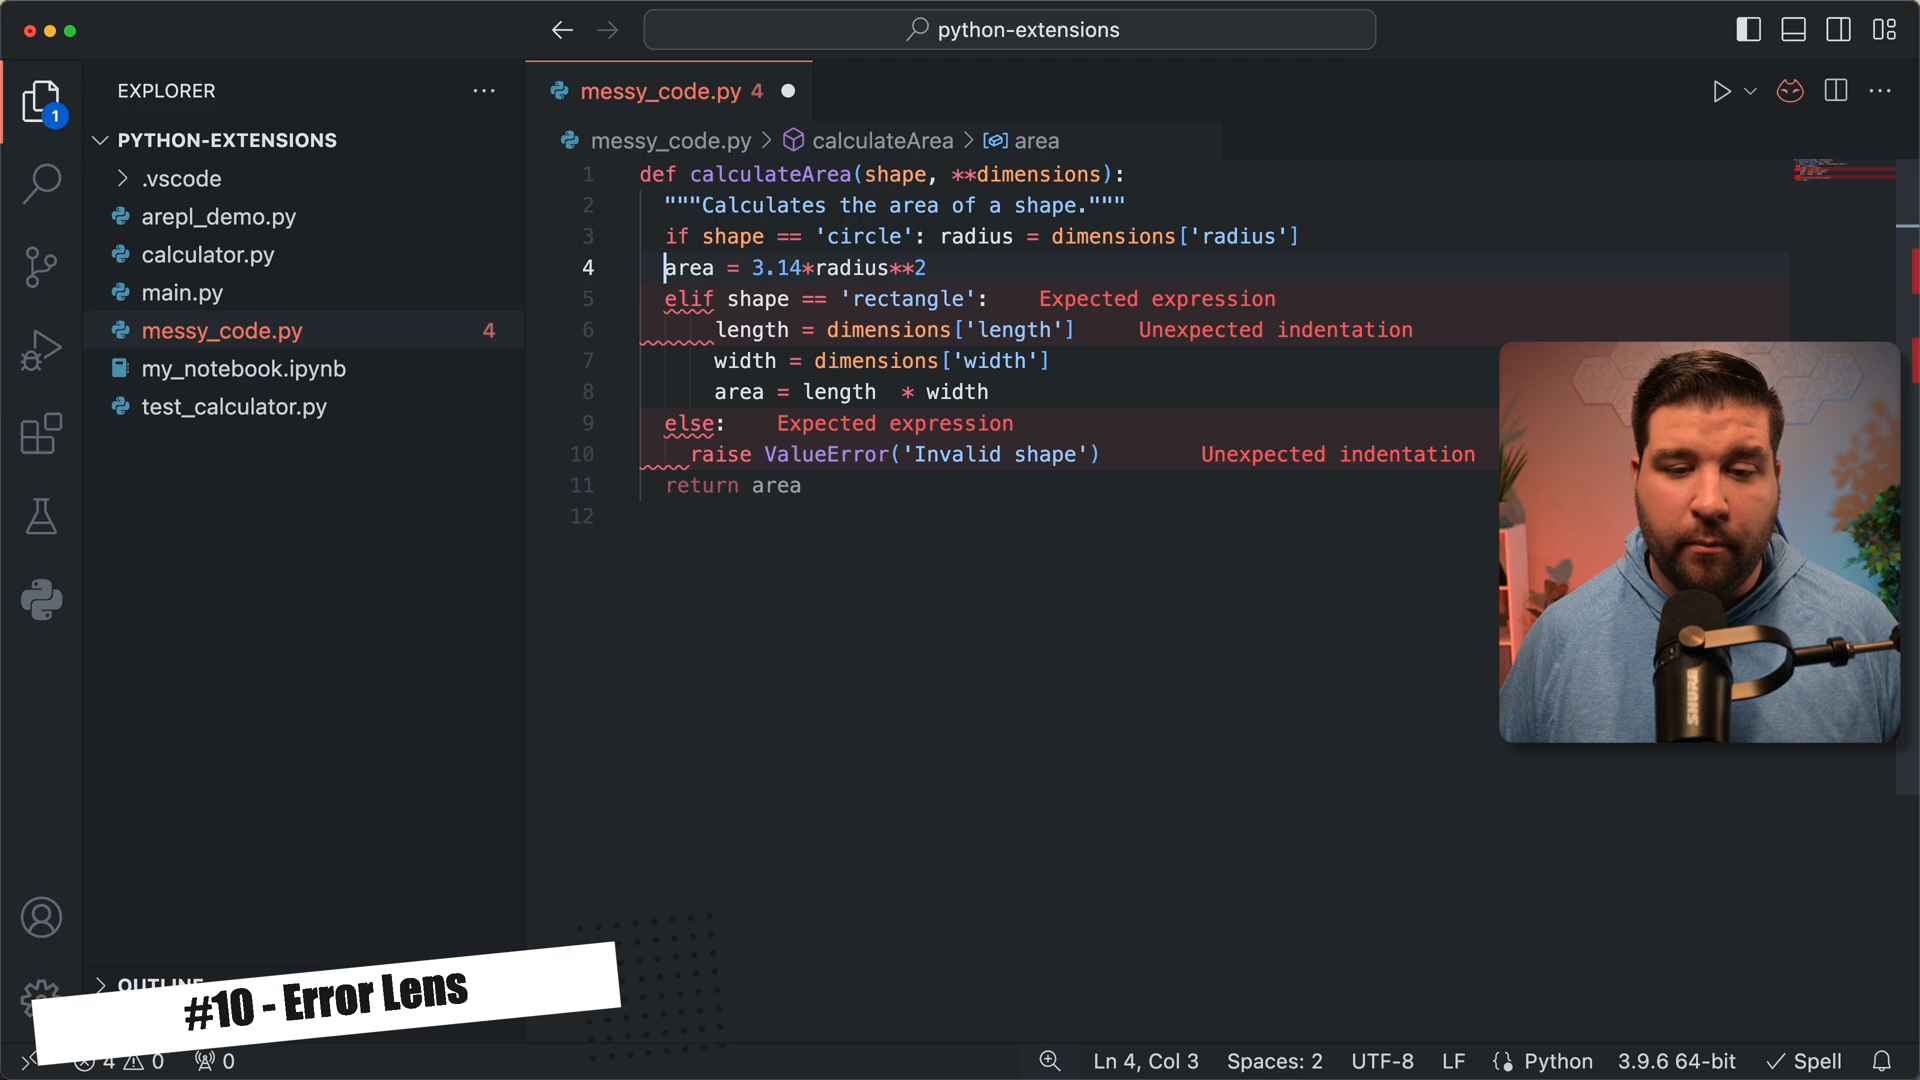 python-extensions
EXPLORER
1
PYTHON-EXTENSIONS
.vscode
arepl_demo.py
calculator.py
main.py
messy_code.py 4
my_notebook.ipynb
test_calculator.py
OUTLINE
messy_code.py 4
messy_code.py > calculateArea > area
1 def calculateArea(shape, **dimensions):
2 """Calculates the area of a shape."""
3 if shape == 'circle': radius = dimensions['radius']
4 area = 3.14*radius**2
5 elif shape == 'rectangle': Expected expression
6 length = dimensions['length'] Unexpected indentation
7 width = dimensions['width']
8 area = length  * width
9 else: Expected expression
10 raise ValueError('Invalid shape') Unexpected indentation
11 return area
12
SHURE
#10 - Error Lens
4 0 0
Ln 4, Col 3 Spaces: 2 UTF-8 LF Python 3.9.6 64-bit Spell